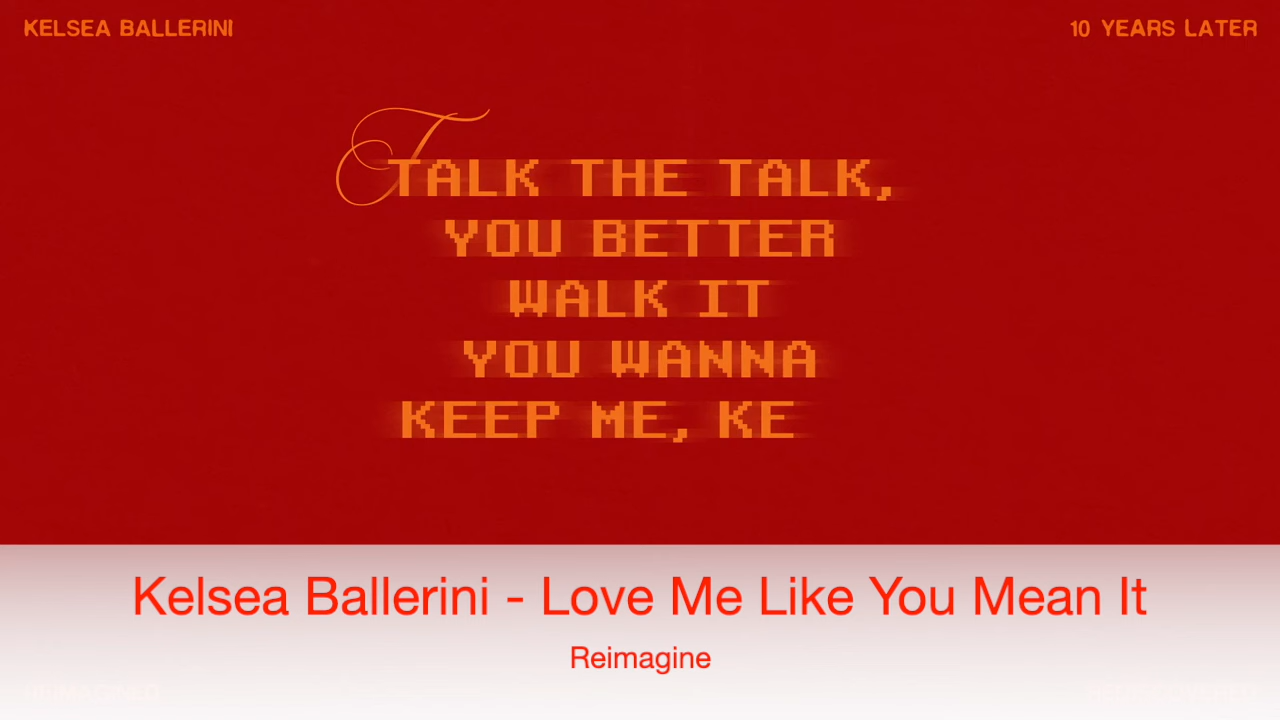 KELSEA BALLERINI
10 YEARS LATER
TALK THE TALK,
YOU BETTER
WALK IT
YOU WANNA
KEEP ME, KE
Kelsea Ballerini - Love Me Like You Mean It
Reimagine